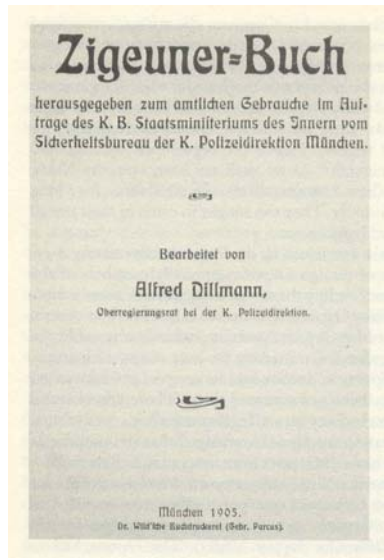 Zigeuner-Buch
herausgegeben zum amtlichen Gebrauche im Auf-
trage des K. B. Staatsministeriums des Innern vom
Sicherheitsbureau der K. Polizeidirektion München.
Bearbeitet von
Alfred Dillmann,
Oberregierungsrat bei der K. Polizeidirektion.
München 1905.
Dr. Wild'sche Buchdruckerei (Gebr. Parcus).